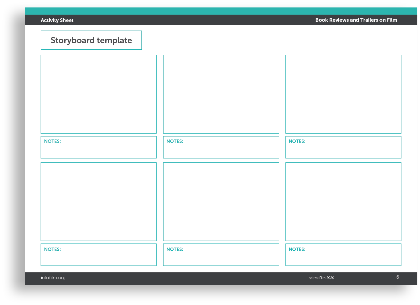 Activity Sheet
Book Reviews and Trailers on Film
Storyboard template
NOTES:
NOTES:
NOTES:
NOTES:
NOTES:
NOTES: